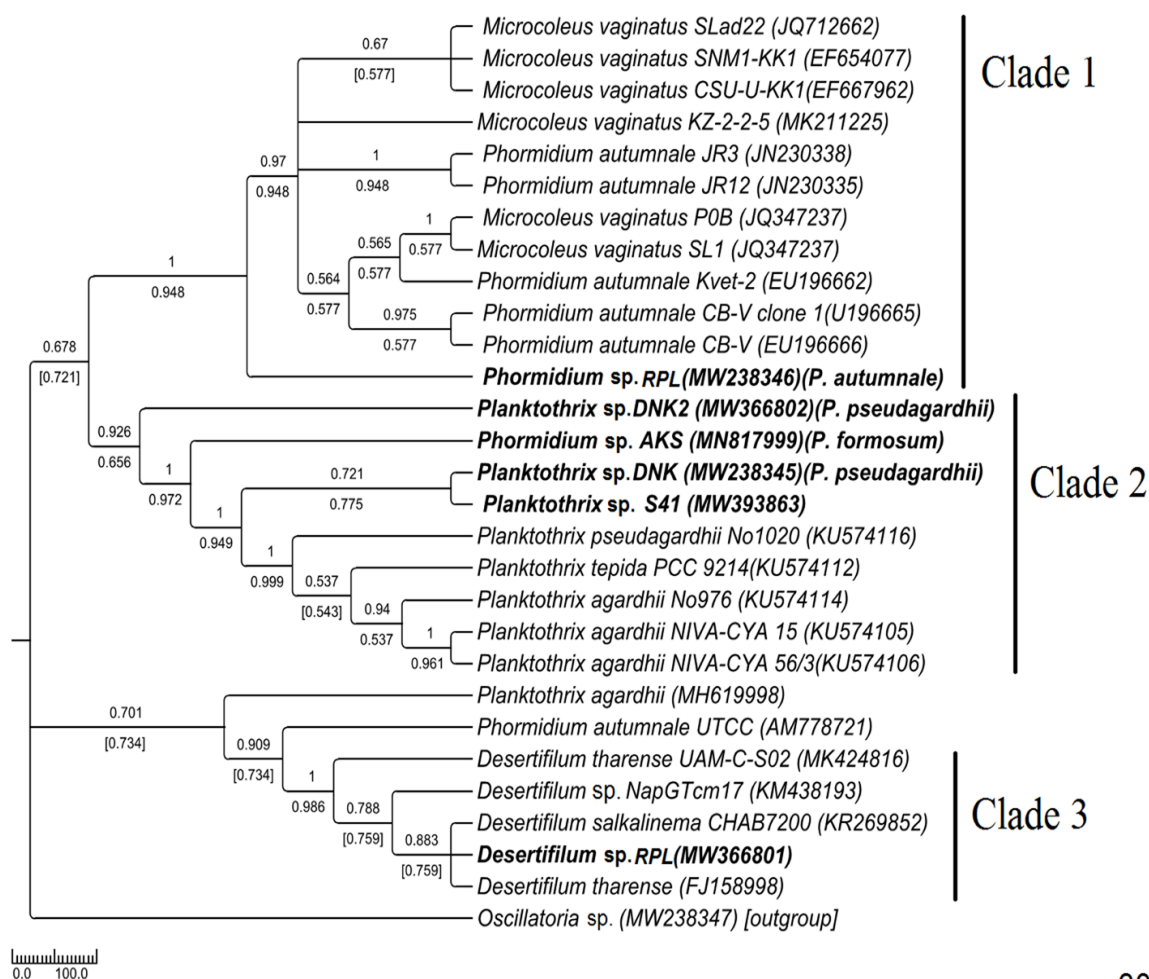 Microcoleus vaginatus SLad22 (JQ712662)
0.67
Microcoleus vaginatus SNM1-KK1 (EF654077)
[0.577]
Clade 1
Microcoleus vaginatus CSU-U-KK1(EF667962)
Microcoleus vaginatus KZ-2-2-5 (MK211225)
0.97
1
Phormidium autumnale JR3 (JN230338)
0.948
0.948
Phormidium autumnale JR12 (JN230335)
1
Microcoleus vaginatus P0B (JQ347237)
0.565
0.577
Microcoleus vaginatus SL1 (JQ347237)
1
0.564
0.577
Phormidium autumnale Kvet-2 (EU196662)
0.948
0.577
0.975
Phormidium autumnale CB-V clone 1(U196665)
0.678
0.577
Phormidium autumnale CB-V (EU196666)
[0.721]
Phormidium sp. RPL(MW238346)(P. autumnale)
0.926
Planktothrix sp.DNK2 (MW366802)(P. pseudagardhii)
0.656
Phormidium sp. AKS (MN817999)(P. formosum)
1
0.721
Planktothrix sp.DNK (MW238345)(P. pseudagardhii)
Clade 2
0.972
0.775
Planktothrix sp. S41 (MW393863)
1
0.949
Planktothrix pseudagardhii No1020 (KU574116)
1
0.999
0.537
Planktothrix tepida PCC 9214(KU574112)
[0.543]
0.94
Planktothrix agardhii No976 (KU574114)
0.537
1
Planktothrix agardhii NIVA-CYA 15 (KU574105)
0.961
Planktothrix agardhii NIVA-CYA 56/3(KU574106)
Planktothrix agardhii (MH619998)
0.701
[0.734]
Phormidium autumnale UTCC (AM778721)
0.909
[0.734]
Desertifilum tharense UAM-C-S02 (MK424816)
1
0.986
Desertifilum sp. NapGTcm17 (KM438193)
0.788
[0.759]
Desertifilum salkalinema CHAB7200 (KR269852)
Clade 3
0.883
[0.759]
Desertifilum sp.RPL(MW366801)
Desertifilum tharense (FJ158998)
Oscillatoria sp. (MW238347) [outgroup]
0.0 100.0